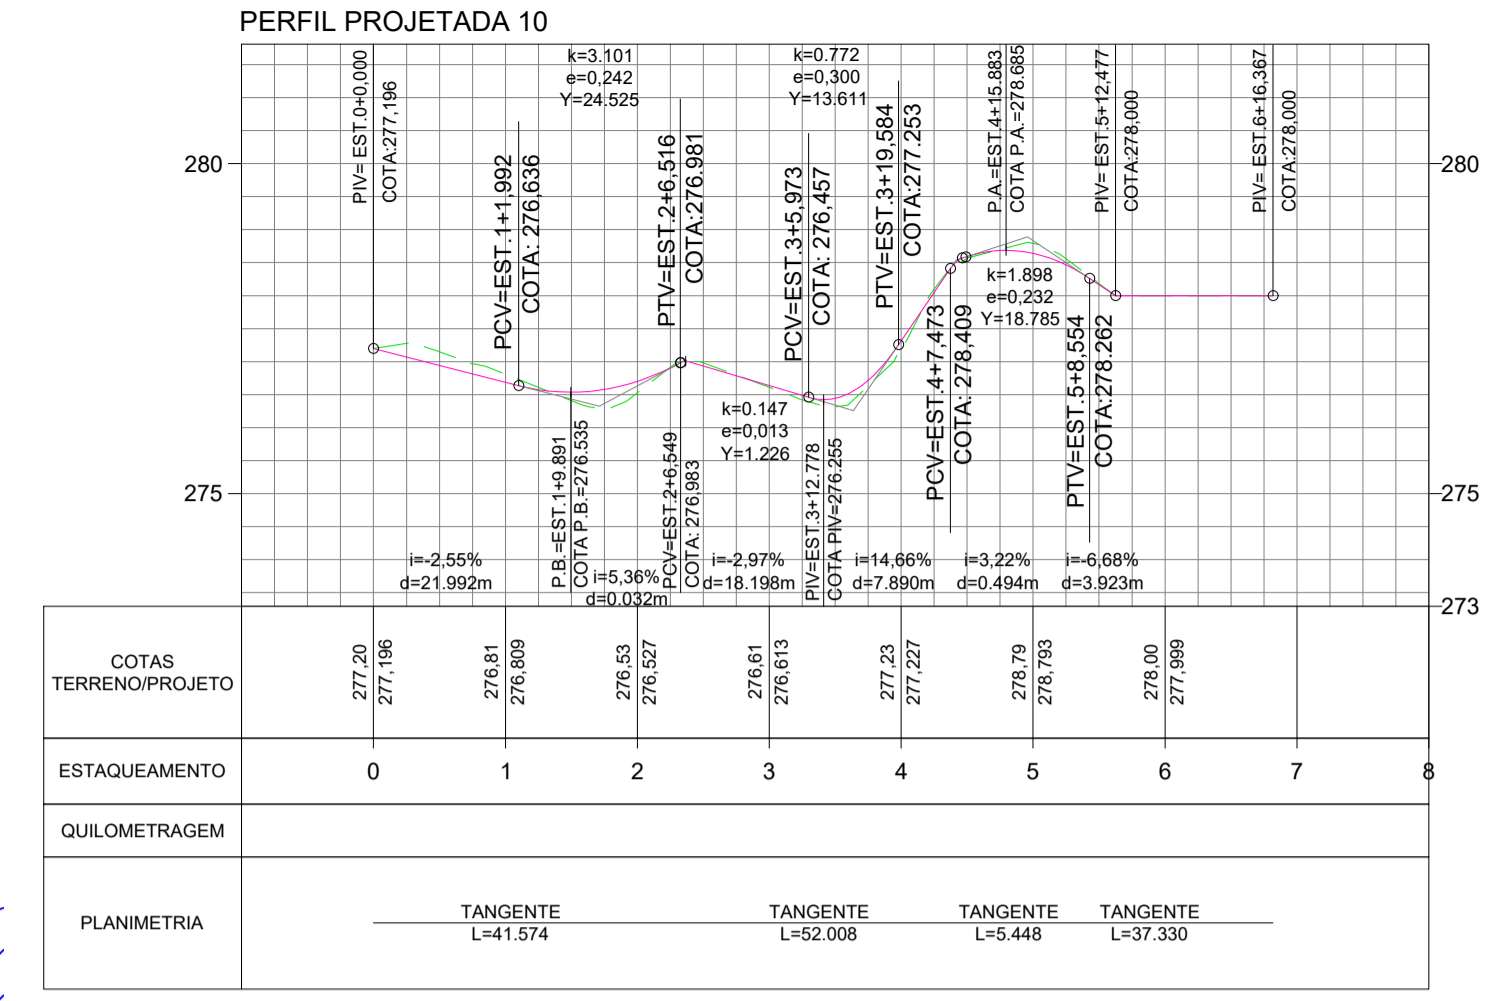 PERFIL PROJETADA 10
PIV= EST.0+0,000
COTA:277,196
k=3.101
e=0,242
Y=24.525
k=0.772
e=0,300
Y=13.611
P.A.=EST.4+15.883
COTA P.A.=278.685
PIV= EST.5+12,477
COTA:278,000
PIV= EST.6+16,367
COTA:278,000
280
280
PCV=EST.1+1,992
COTA: 276,636
PTV=EST.2+6,516
COTA:276.981
PCV=EST.3+5,973
COTA: 276,457
PTV=EST.3+19,584
COTA:277.253
k=1.898
e=0,232
Y=18.785
PCV=EST.4+7,473
COTA: 278,409
PTV=EST.5+8,554
COTA:278.262
k=0.147
e=0,013
Y=1.226
P.B.=EST.1+9.891
COTA P.B.=276.535
PCV=EST.2+6,549
COTA: 276,983
PIV=EST.3+12.778
COTA PIV=276.255
275
275
i=-2,55%
d=21.992m
i=5,36%
d=0.032m
i=-2,97%
d=18.198m
i=14,66%
d=7.890m
i=3,22%
d=0.494m
i=-6,68%
d=3.923m
273
COTAS
TERRENO/PROJETO
277,20
277,196
276,81
276,809
276,53
276,527
276,61
276,613
277,23
277,227
278,79
278,793
278,00
277,999
ESTAQUEAMENTO
0 1 2 3 4 5 6 7 8
QUILOMETRAGEM
PLANIMETRIA
TANGENTE
L=41.574
TANGENTE
L=52.008
TANGENTE
L=5.448
TANGENTE
L=37.330